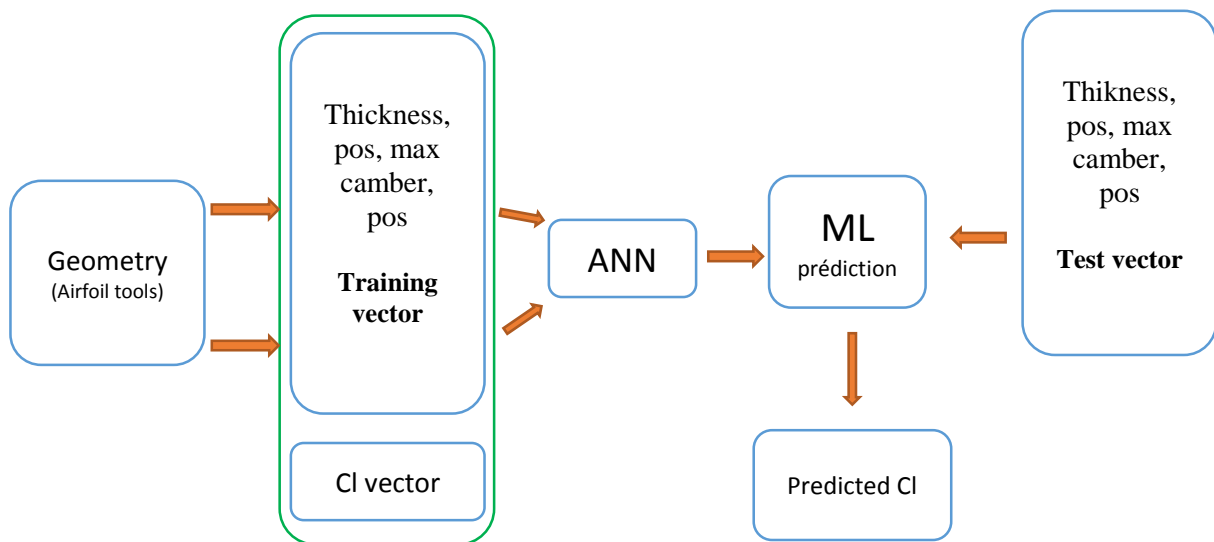 Geometry
(Airfoil tools)
Thickness,
pos, max
camber,
pos
Training
vector
Cl vector
ANN
ML
prédiction
Predicted Cl
Thikness,
pos, max
camber,
pos
Test vector